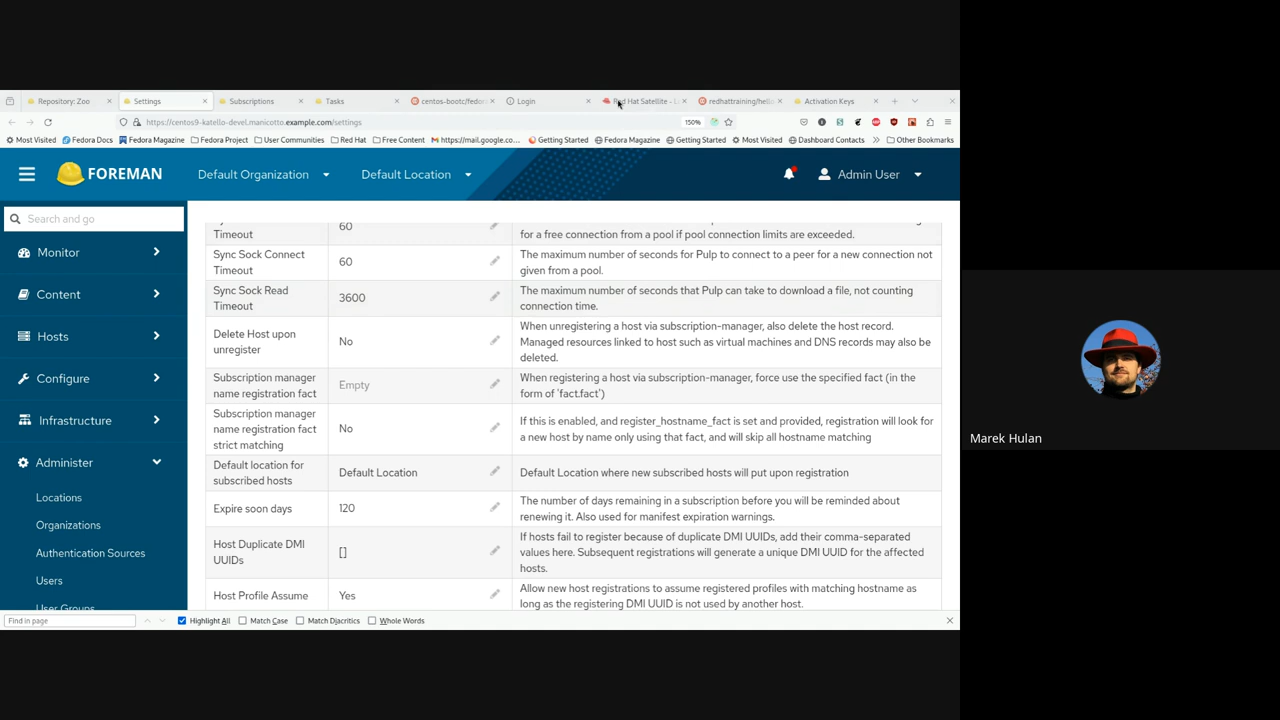 Repository: Zoo
Settings
Subscriptions
Tasks
centos-bootc/fedor
Login
Red Hat Satellite - L
redhattraining/hell
Activation Keys
https://centos9-katello-devel.manicotto.example.com/settings
150%
Most Visited
Fedora Docs
Fedora Magazine
User Communities
Red Hat
Free Content
https://mail.google.co...
Getting Started
Fedora Magazine
Getting Started
Most Visited
Dashboard Contacts
Other Bookmarks
FOREMAN
Default Organization
Default Location
Admin User
Search and go
Monitor
Content
Hosts
Configure
Infrastructure
Administer
Locations
Organizations
Authentication Sources
Users
User Groups
Timeout
60
for a free connection from a pool if pool connection limits are exceeded.
Sync Sock Connect
Timeout
60
The maximum number of seconds for Pulp to connect to a peer for a new connection not
given from a pool.
Sync Sock Read
Timeout
3600
The maximum number of seconds that Pulp can take to download a file, not counting
connection time.
Delete Host upon
unregister
No
When unregistering a host via subscription-manager, also delete the host record.
Managed resources linked to host such as virtual machines and DNS records may also be
deleted.
Subscription manager
name registration fact
Empty
When registering a host via subscription-manager, force use the specified fact (in the
form of 'fact.fact')
Subscription manager
name registration fact
strict matching
No
If this is enabled, and register_hostname_fact is set and provided, registration will look for
a new host by name only using that fact, and will skip all hostname matching
Default location for
subscribed hosts
Default Location
Default Location where new subscribed hosts will put upon registration
Expire soon days
120
The number of days remaining in a subscription before you will be reminded about
renewing it. Also used for manifest expiration warnings.
Host Duplicate DMI
UUIDs
[]
If hosts fail to register because of duplicate DMI UUIDs, add their comma-separated
values here. Subsequent registrations will generate a unique DMI UUID for the affected
hosts.
Host Profile Assume
Yes
Allow new host registrations to assume registered profiles with matching hostname as
long as the registering DMI UUID is not used by another host.
Find in page
Highlight All
Match Case
Match Diacritics
Whole Words
Marek Hulan